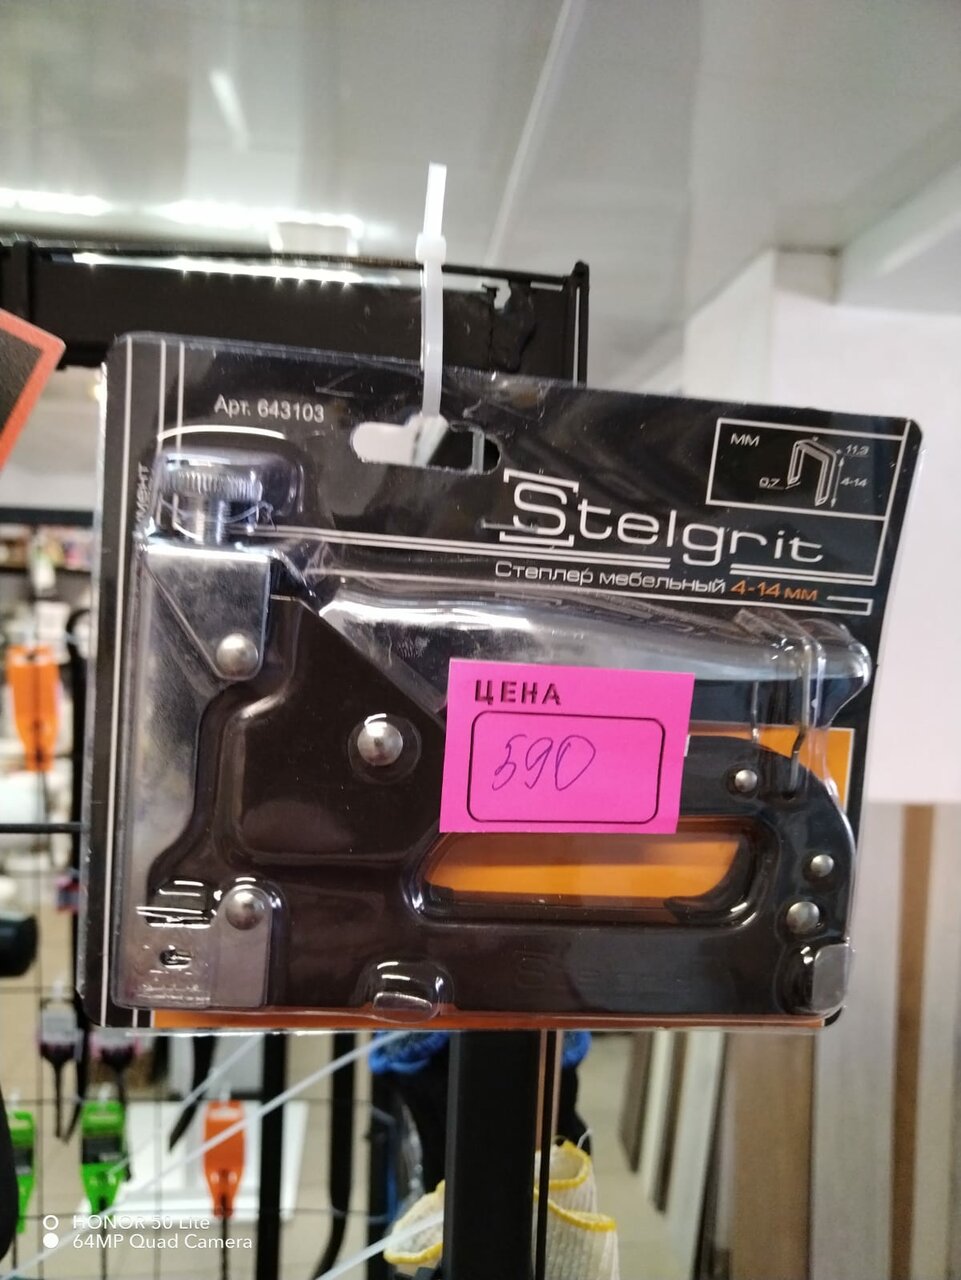 Арт. 643103
мм
11.3
0.7
4-14
Stelgrit
Степлер мебельный 4-14 мм
ЦЕНА
590
HONOR 50 Lite
64MP Quad Camera